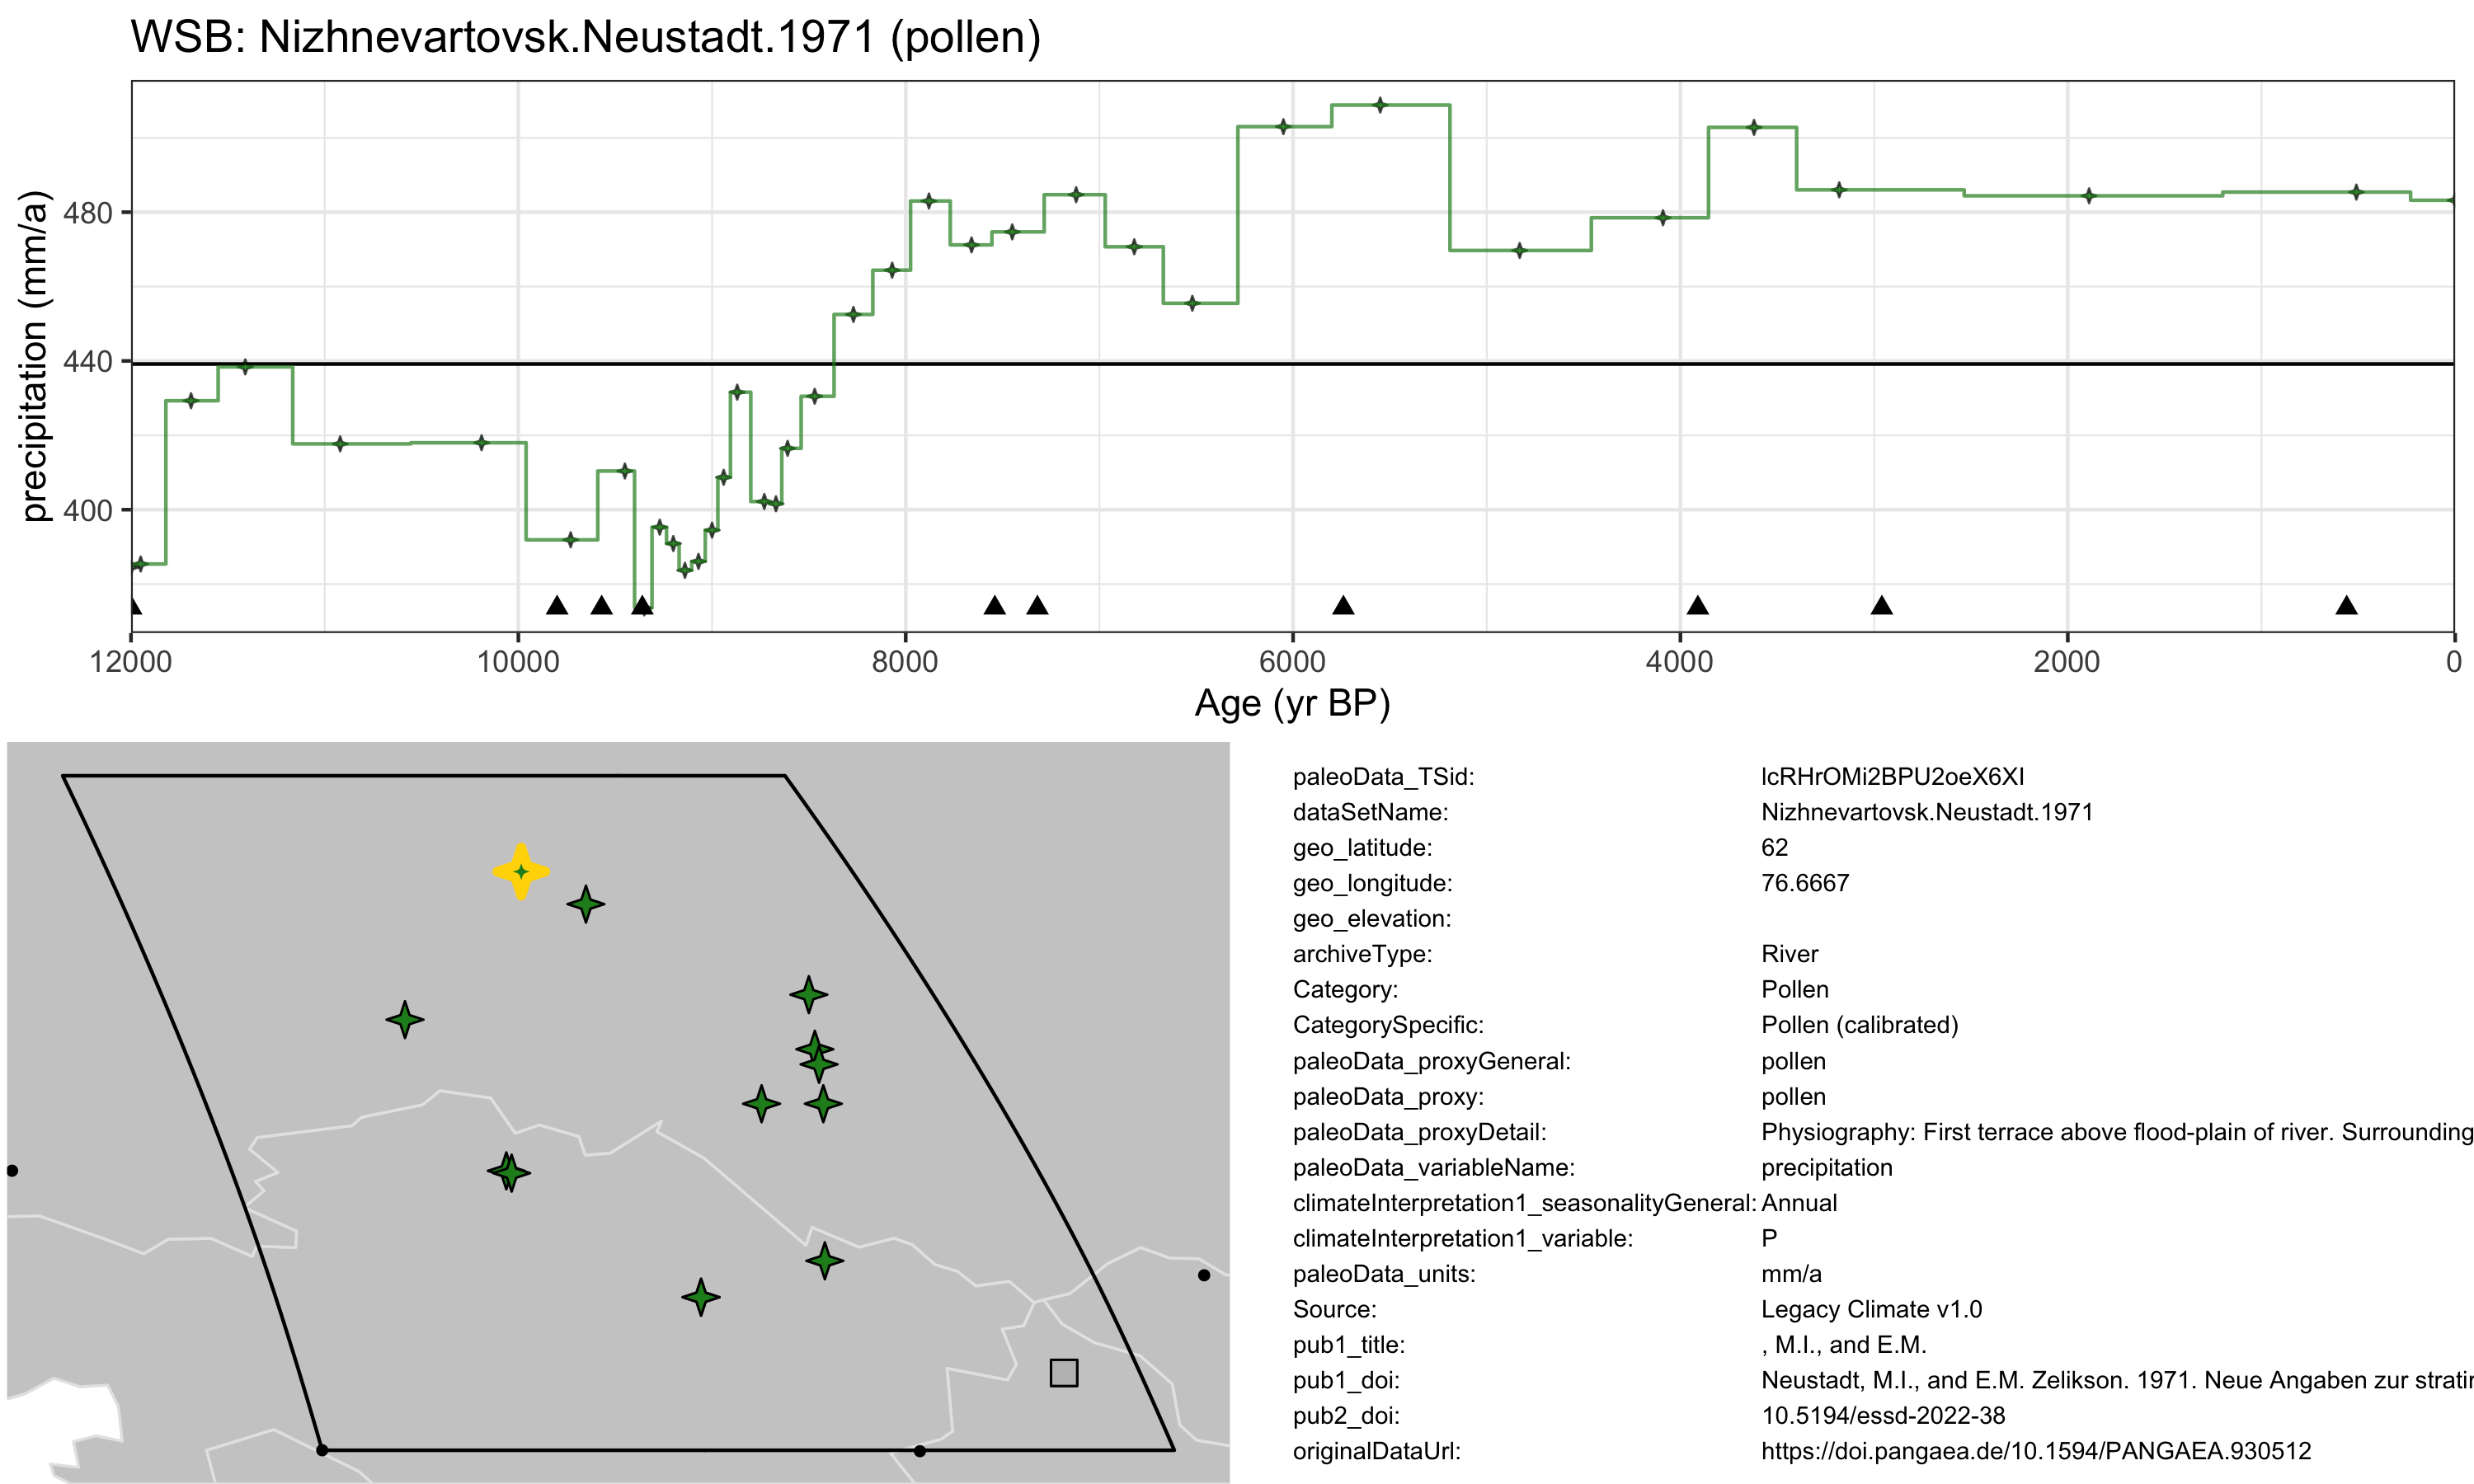 WSB: Nizhnevartovsk.Neustadt.1971 (pollen)
precipitation (mm/a)
480
440
400
12000 10000 8000 6000 4000 2000 0
Age (yr BP)
paleoData_TSid: lcRHrOMi2BPU2oeX6XI
dataSetName: Nizhnevartovsk.Neustadt.1971
geo_latitude: 62
geo_longitude: 76.6667
geo_elevation:
archiveType: River
Category: Pollen
CategorySpecific: Pollen (calibrated)
paleoData_proxyGeneral: pollen
paleoData_proxy: pollen
paleoData_proxyDetail: Physiography: First terrace above flood-plain of river. Surrounding
paleoData_variableName: precipitation
climateInterpretation1_seasonalityGeneral: Annual
climateInterpretation1_variable: P
paleoData_units: mm/a
Source: Legacy Climate v1.0
pub1_title: , M.I., and E.M.
pub1_doi: Neustadt, M.I., and E.M. Zelikson. 1971. Neue Angaben zur
pub2_doi: 10.5194/essd-2022-38
originalDataUrl: https://doi.pangaea.de/10.1594/PANGAEA.930512